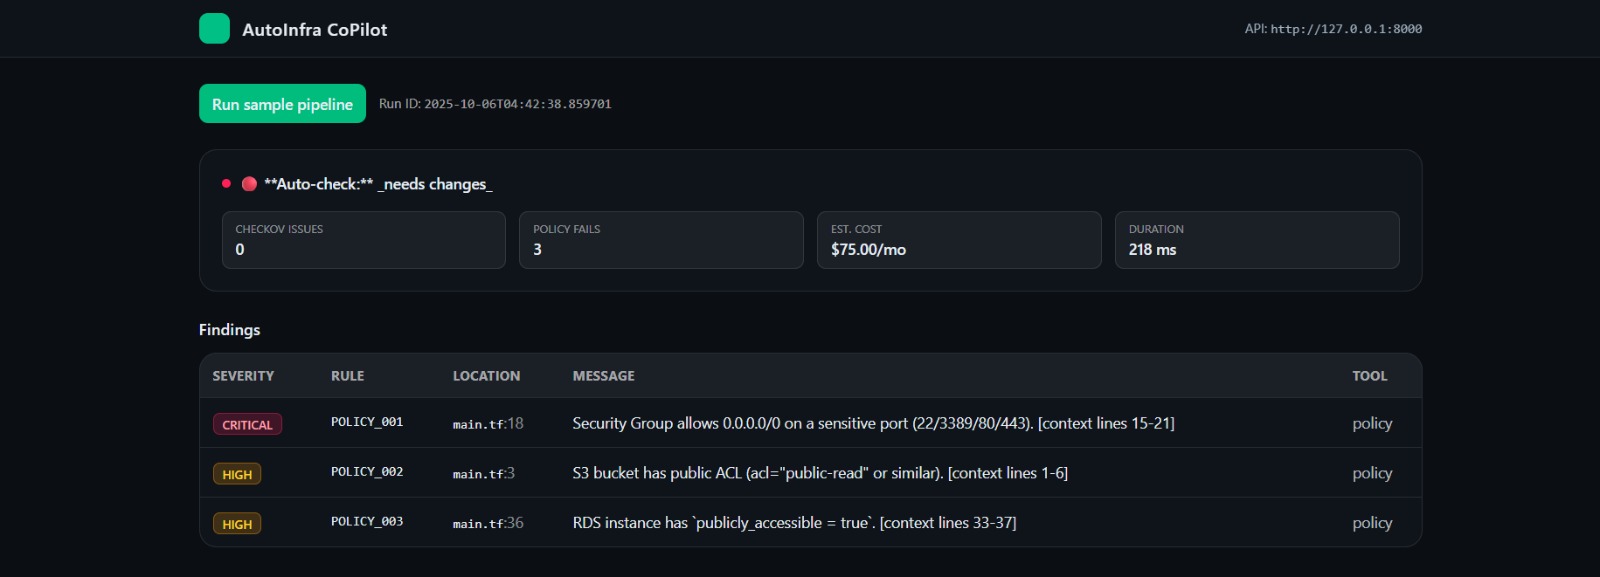 AutoInfra CoPilot
API: http://127.0.0.1:8000
Run sample pipeline
Run ID: 2025-10-06T04:42:38.859701
**Auto-check:** _needs changes_
CHECKOV ISSUES
0
POLICY FAILS
3
EST. COST
$75.00/mo
DURATION
218 ms
Findings
SEVERITY RULE LOCATION MESSAGE TOOL
CRITICAL POLICY_001 main.tf:18 Security Group allows 0.0.0.0/0 on a sensitive port (22/3389/80/443). [context lines 15-21] policy
HIGH POLICY_002 main.tf:3 S3 bucket has public ACL (acl="public-read" or similar). [context lines 1-6] policy
HIGH POLICY_003 main.tf:36 RDS instance has `publicly_accessible = true`. [context lines 33-37] policy